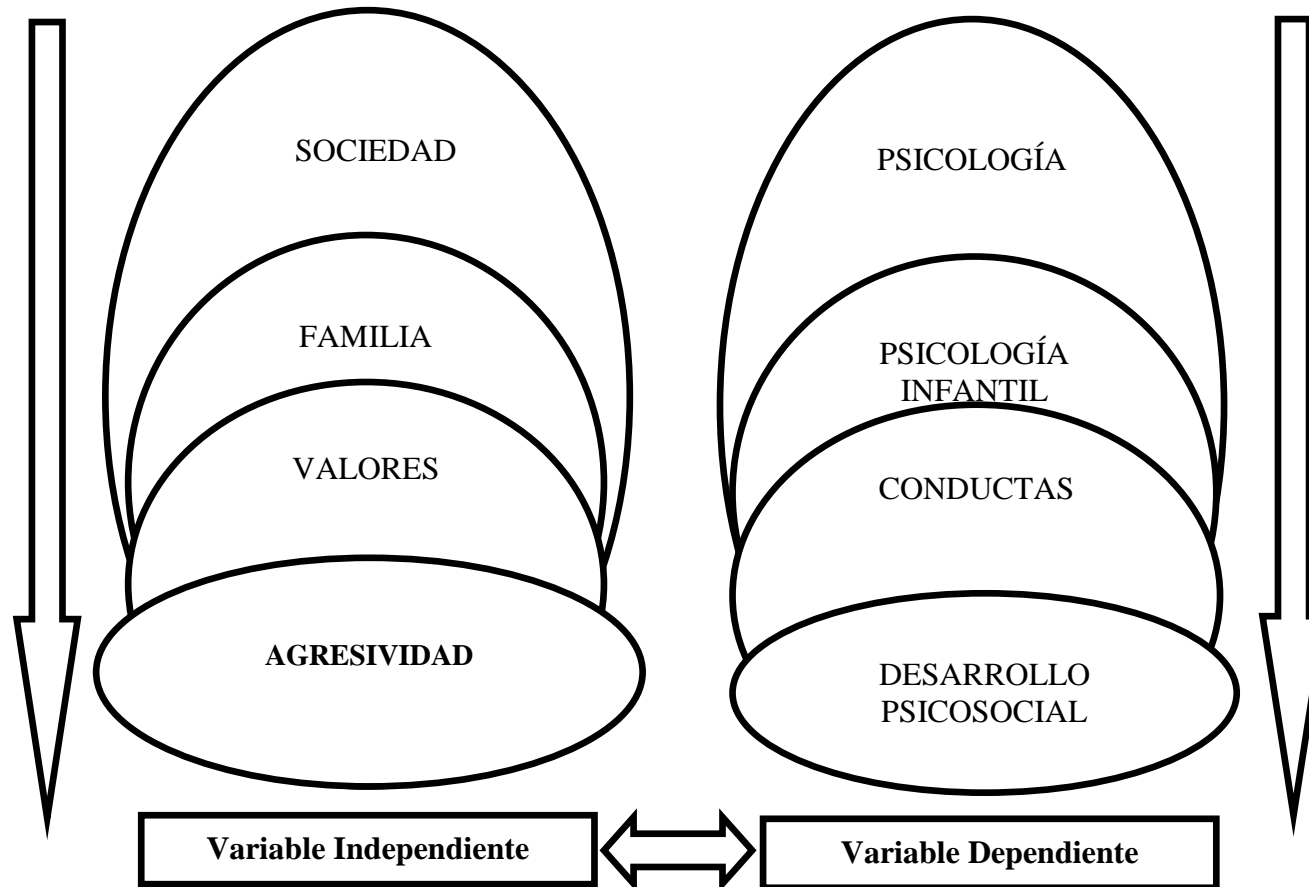 SOCIEDAD
FAMILIA
VALORES
AGRESIVIDAD
Variable Independiente
PSICOLOGÍA
PSICOLOGÍA
INFANTIL
CONDUCTAS
DESARROLLO
PSICOSOCIAL
Variable Dependiente